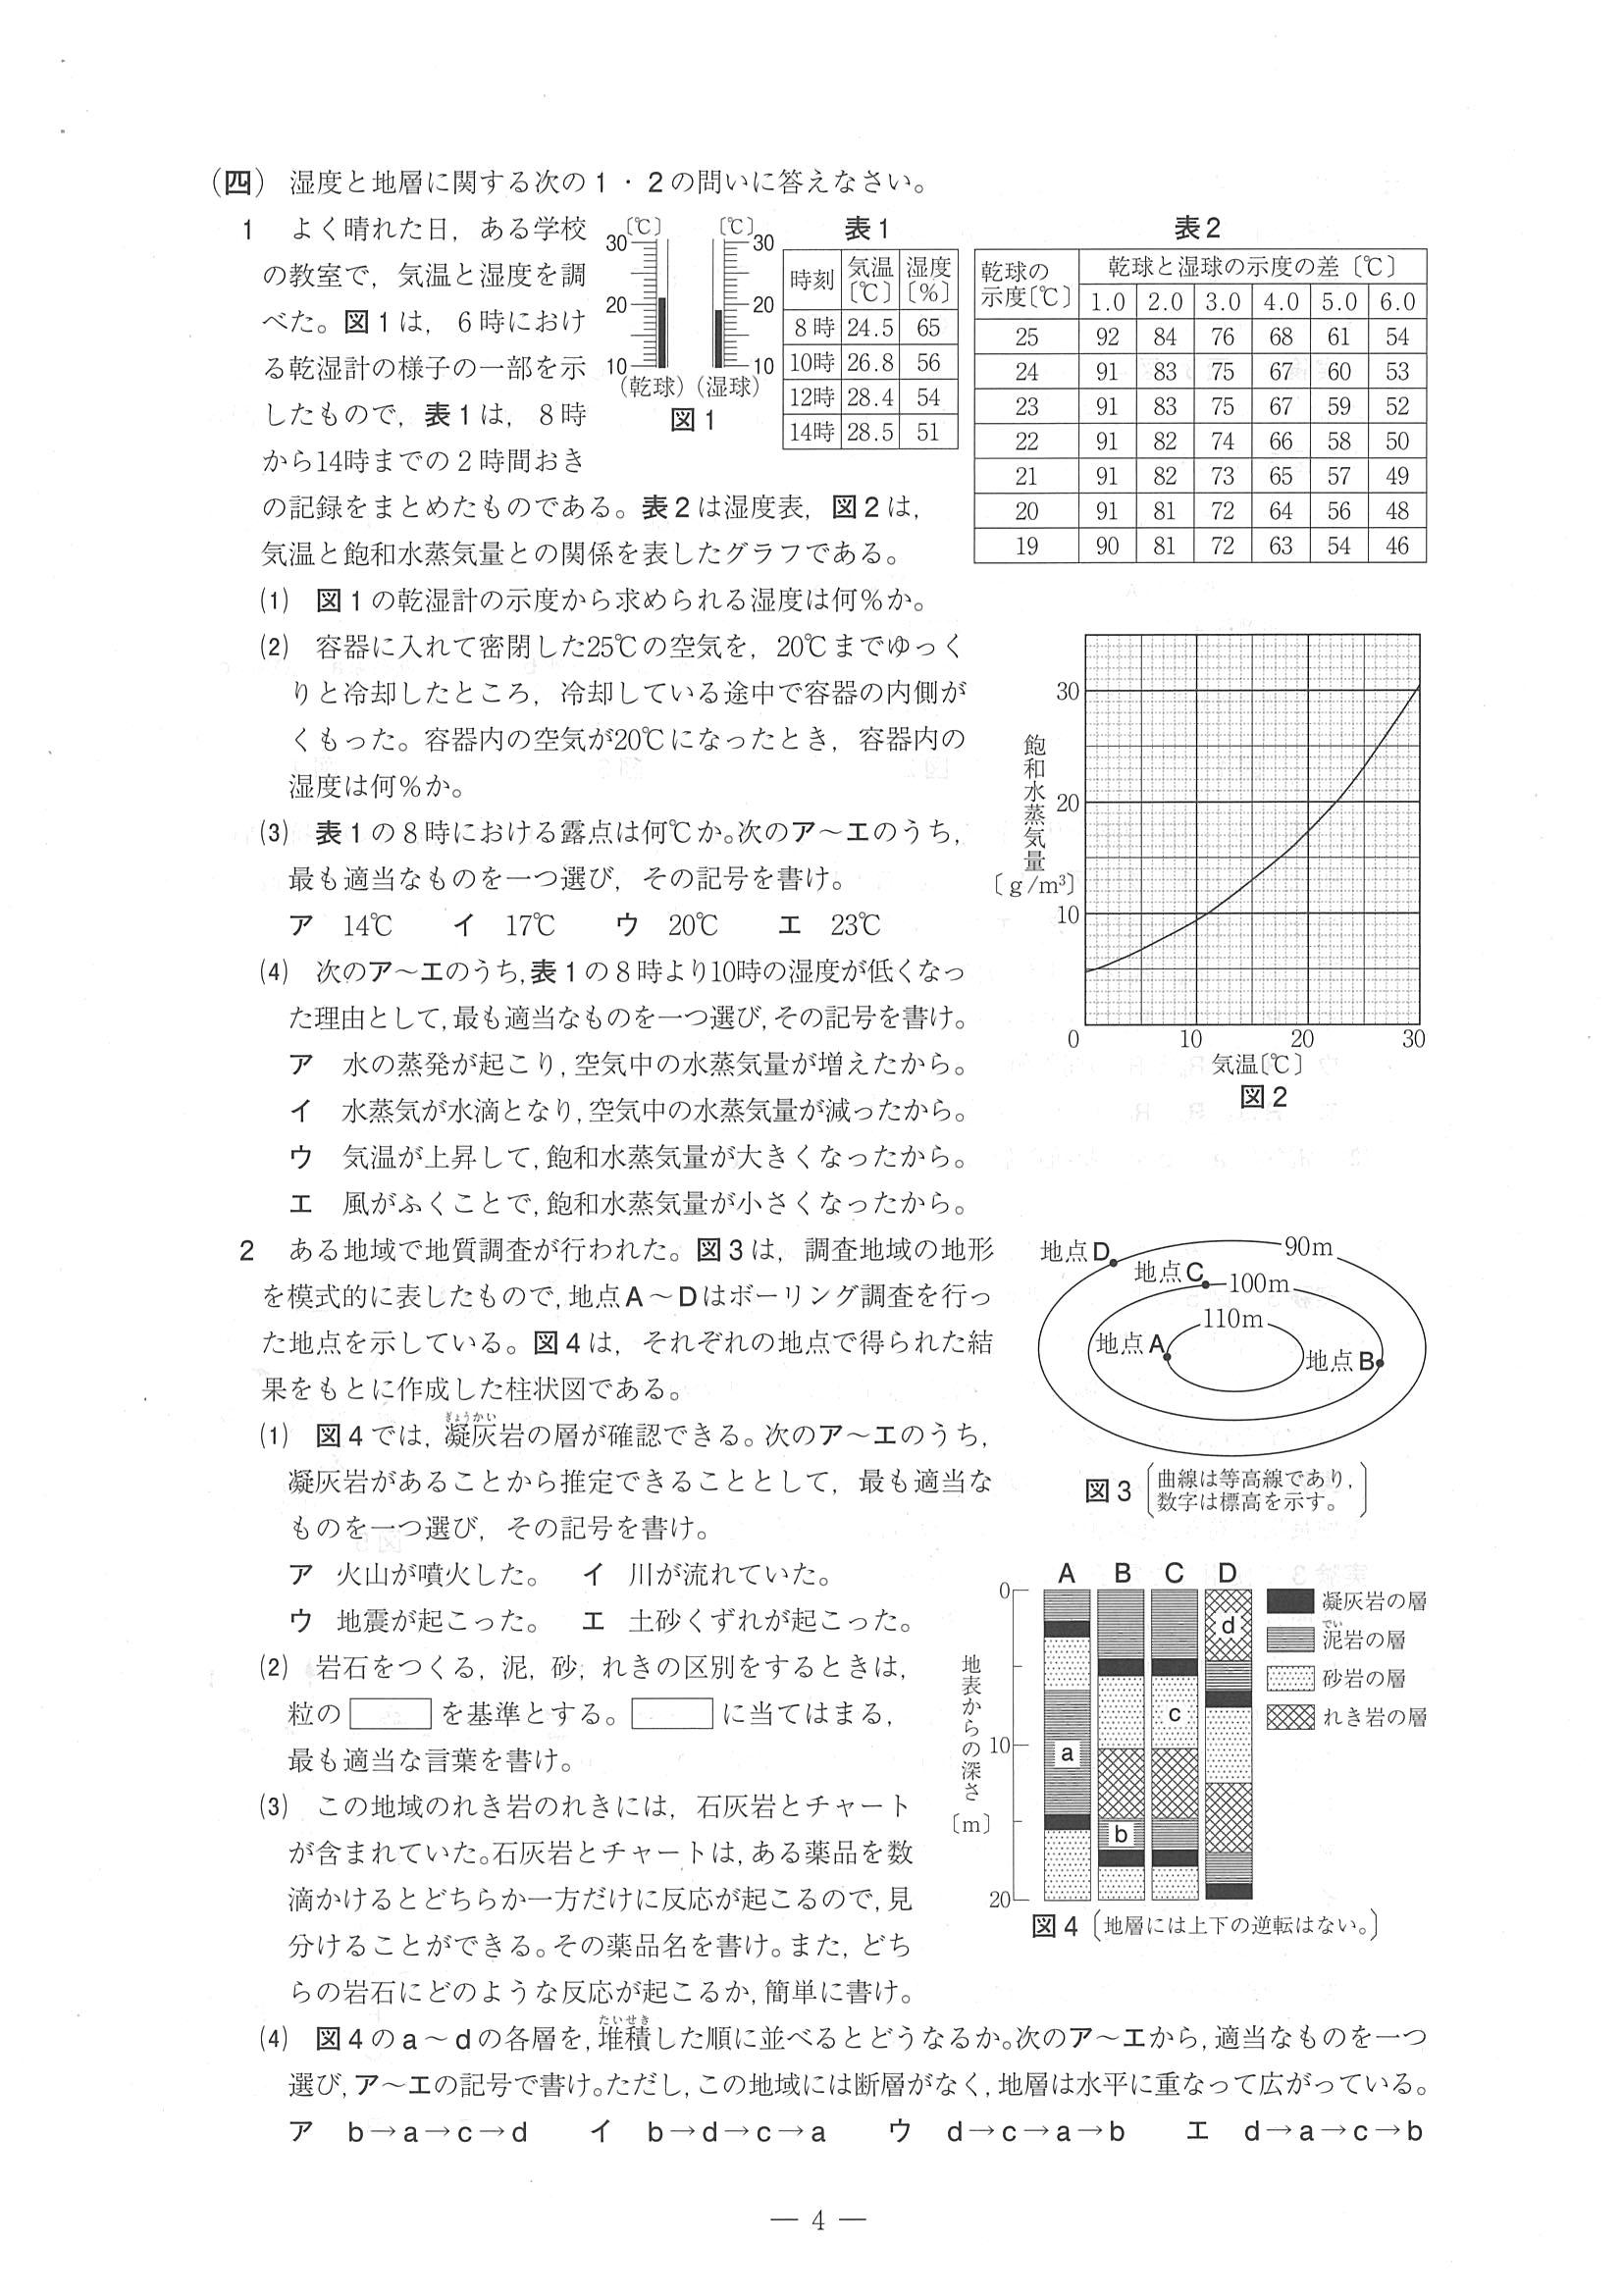 (四) 湿度と地層に関する次の1・2の問いに答えなさい。
1 よく晴れた日，ある学校
の教室で，気温と湿度を調
べた。図1は，6時におけ
る乾湿計の様子の一部を示
したもので，表1は，8時
から14時までの2時間おき
の記録をまとめたものである。表2は湿度表，図2は，
気温と飽和水蒸気量との関係を表したグラフである。
〔℃〕 〔℃〕
30 30
20 20
10 10
(乾球) (湿球)
図1
表1
時刻 気温〔℃〕 湿度〔%〕
8時 24.5 65
10時 26.8 56
12時 28.4 54
14時 28.5 51
表2
乾球の示度〔℃〕 乾球と湿球の示度の差〔℃〕
1.0 2.0 3.0 4.0 5.0 6.0
25 92 84 76 68 61 54
24 91 83 75 67 60 53
23 91 83 75 67 59 52
22 91 82 74 66 58 50
21 91 82 73 65 57 49
20 91 81 72 64 56 48
19 90 81 72 63 54 46
(1) 図1の乾湿計の示度から求められる湿度は何%か。
(2) 容器に入れて密閉した25℃の空気を，20℃までゆっく
りと冷却したところ，冷却している途中で容器の内側が
くもった。容器内の空気が20℃になったとき，容器内の
湿度は何%か。
(3) 表1の8時における露点は何℃か。次のア～エのうち，
最も適当なものを一つ選び，その記号を書け。
ア 14℃ イ 17℃ ウ 20℃ エ 23℃
(4) 次のア～エのうち，表1の8時より10時の湿度が低くなっ
た理由として，最も適当なものを一つ選び，その記号を書け。
ア 水の蒸発が起こり，空気中の水蒸気量が増えたから。
イ 水蒸気が水滴となり，空気中の水蒸気量が減ったから。
ウ 気温が上昇して，飽和水蒸気量が大きくなったから。
エ 風がふくことで，飽和水蒸気量が小さくなったから。
30
20
10
0 10 20 30
飽和水蒸気量〔g/m³〕
気温〔℃〕
図2
2 ある地域で地質調査が行われた。図3は，調査地域の地形
を模式的に表したもので，地点A～Dはボーリング調査を行っ
た地点を示している。図4は，それぞれの地点で得られた結
果をもとに作成した柱状図である。
(1) 図4では，凝灰岩の層が確認できる。次のア～エのうち，
ぎょうかい
凝灰岩があることから推定できることとして，最も適当な
ものを一つ選び，その記号を書け。
ア 火山が噴火した。 イ 川が流れていた。
ウ 地震が起こった。 エ 土砂くずれが起こった。
(2) 岩石をつくる，泥，砂，れきの区別をするときは，
粒の を基準とする。 に当てはまる，
最も適当な言葉を書け。
(3) この地域のれき岩のれきには，石灰岩とチャート
が含まれていた。石灰岩とチャートは，ある薬品を数
滴かけるとどちらか一方だけに反応が起こるので，見
分けることができる。その薬品名を書け。また，どち
らの岩石にどのような反応が起こるか，簡単に書け。
地点D 90m
地点C 100m
110m
地点A 地点B
図3 〔曲線は等高線であり，
数字は標高を示す。〕
A B C D
0
10
20
地表からの深さ〔m〕
a b c d
凝灰岩の層
でい
泥岩の層
砂岩の層
れき岩の層
図4 〔地層には上下の逆転はない。〕
たいせき
(4) 図4のa～dの各層を，堆積した順に並べるとどうなるか。次のア～エから，適当なものを一つ
選び，ア～エの記号で書け。ただし，この地域には断層がなく，地層は水平に重なって広がっている。
ア b→a→c→d イ b→d→c→a ウ d→c→a→b エ d→a→c→b
— 4 —